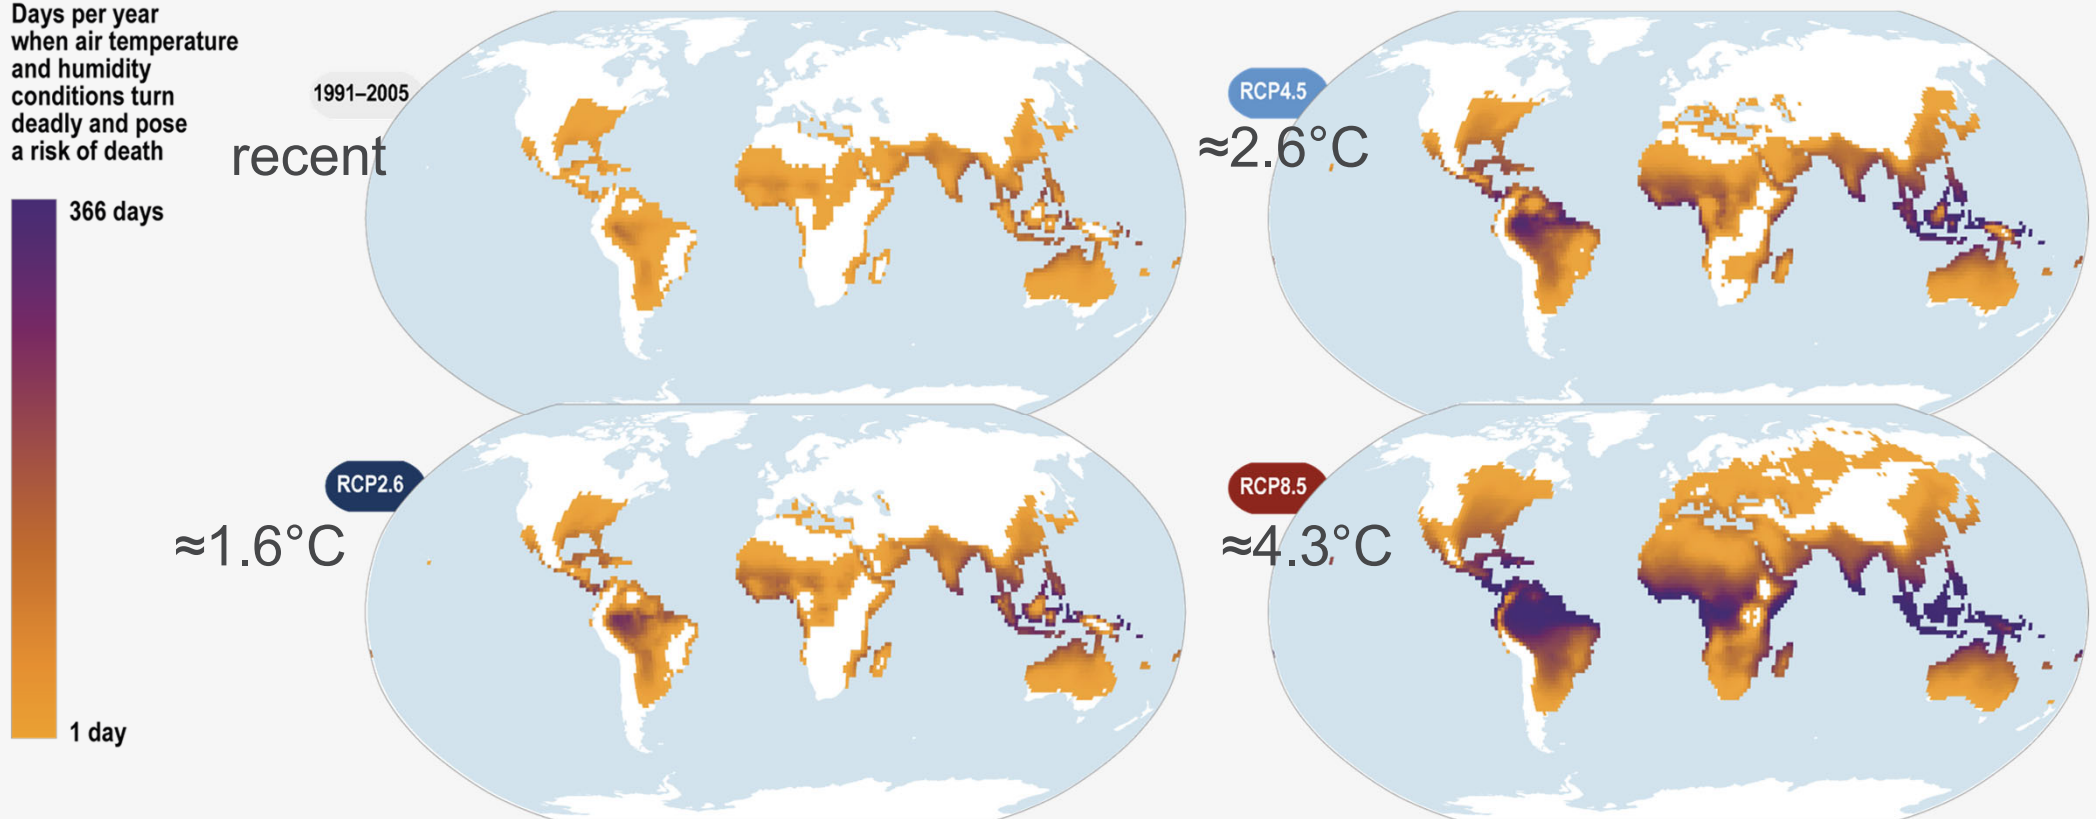 Days per year
when air temperature
and humidity
conditions turn
deadly and pose
a risk of death
366 days
1 day
1991–2005
recent
RCP4.5
≈2.6°C
RCP2.6
≈1.6°C
RCP8.5
≈4.3°C